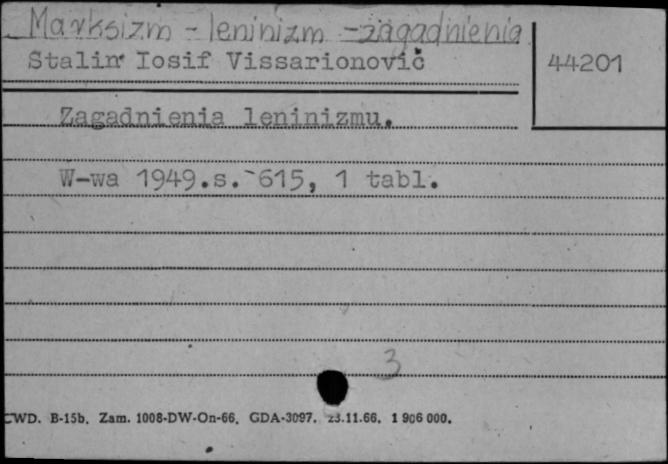 Marksizm - leninizm - zagadnienia
Stalin Iosif Vissarionovič
44201
Zagadnienia leninizmu.
W-wa 1949.s. 615, 1 tabl.
3
CWD. B-15b. Zam. 1008-DW-On-66. GDA-3097. 23.11.66. 1 906 000.